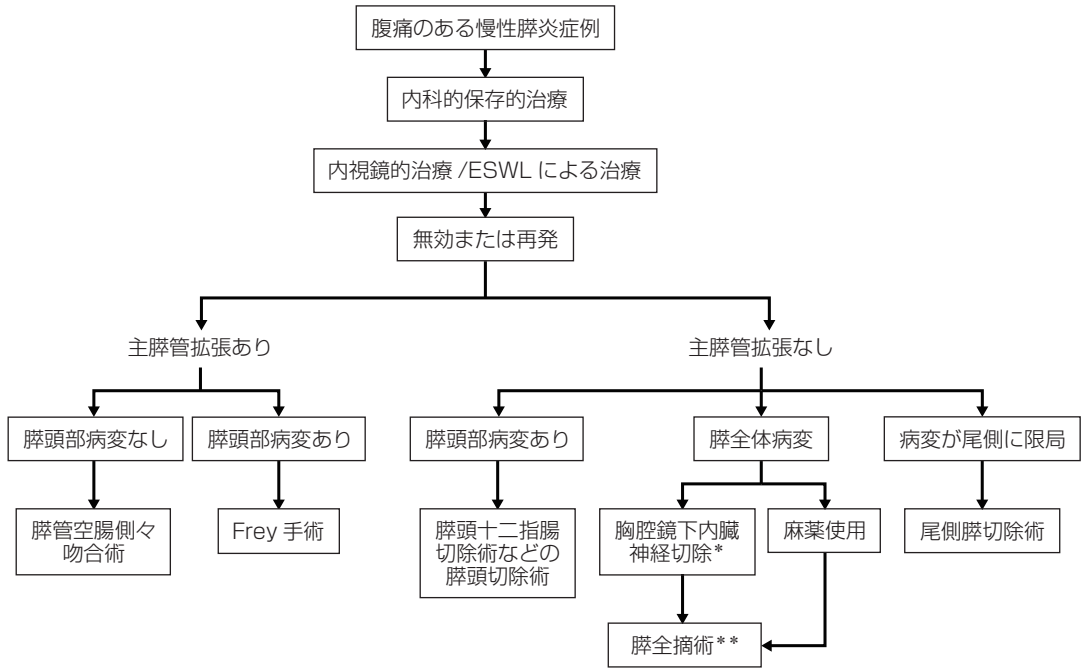 腹痛のある慢性膵炎症例
内科的保存的治療
内視鏡的治療/ESWLによる治療
無効または再発
主膵管拡張あり
主膵管拡張なし
膵頭部病変なし
膵頭部病変あり
膵頭部病変あり
膵全体病変
病変が尾側に限局
膵管空腸側々
吻合術
Frey 手術
膵頭十二指腸
切除術などの
膵頭切除術
胸腔鏡下内臓
神経切除*
麻薬使用
尾側膵切除術
膵全摘術**